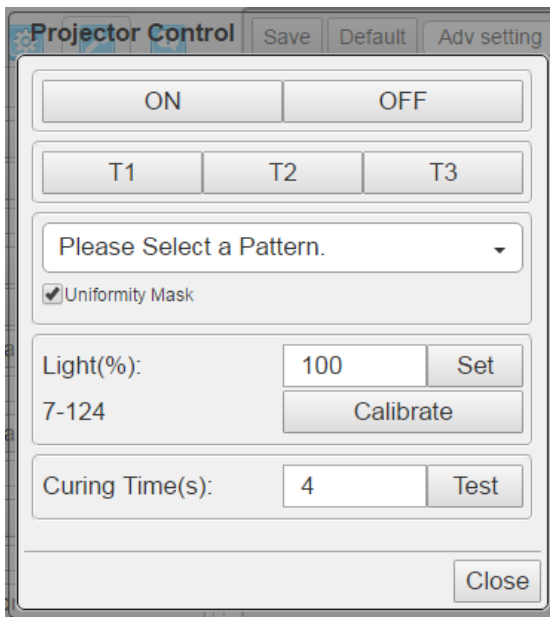 Projector Control Save Default Adv setting
ON OFF
T1 T2 T3
Please Select a Pattern.
Uniformity Mask
Light(%): 100 Set
7-124 Calibrate
Curing Time(s): 4 Test
Close